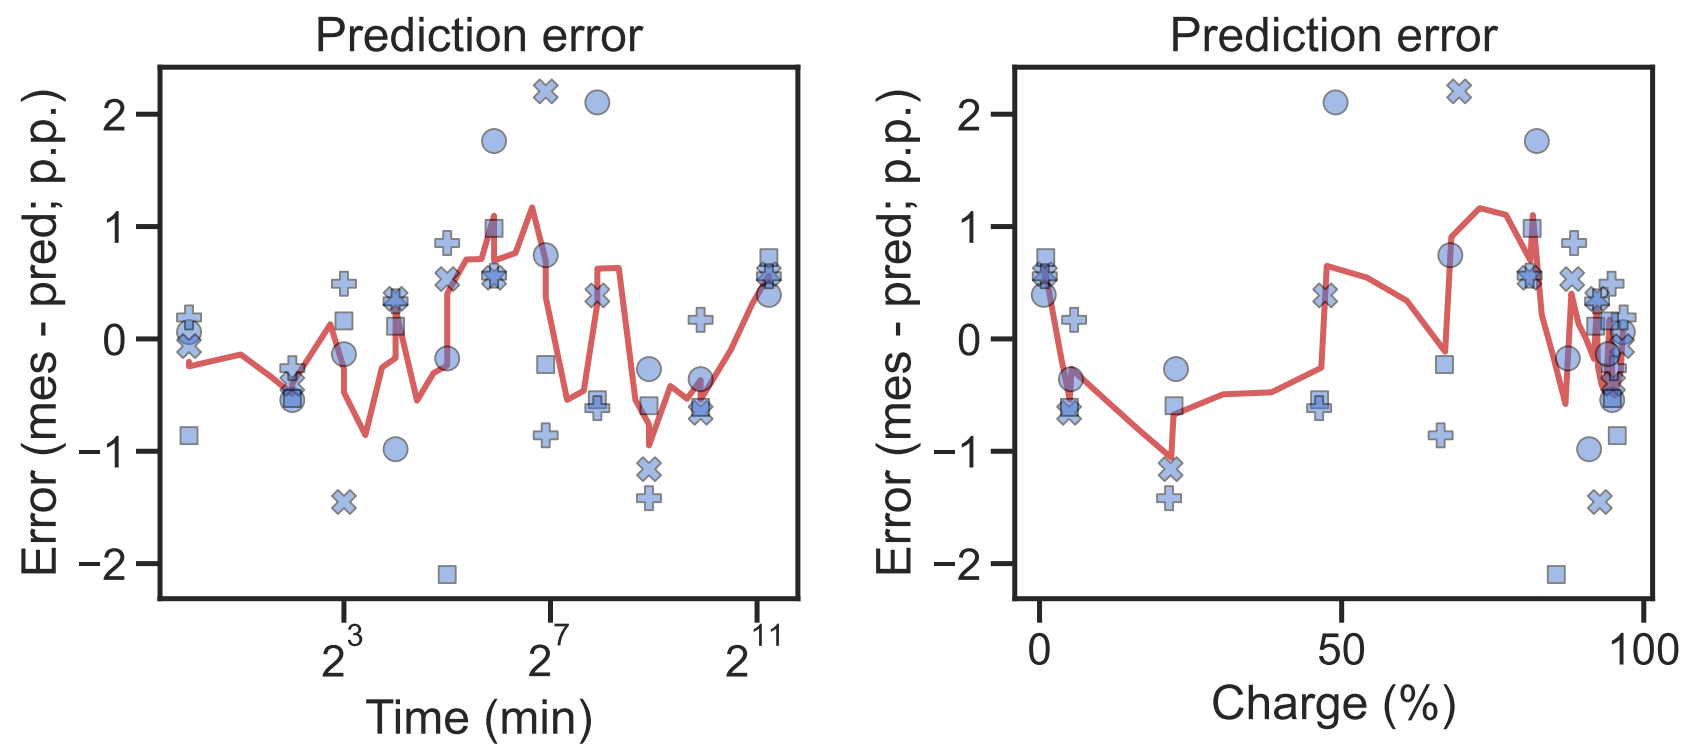 Prediction error
Error (mes - pred; p.p.)
2
1
0
−1
−2
2^3
2^7
2^11
Time (min)
Prediction error
Error (mes - pred; p.p.)
2
1
0
−1
−2
0
50
100
Charge (%)